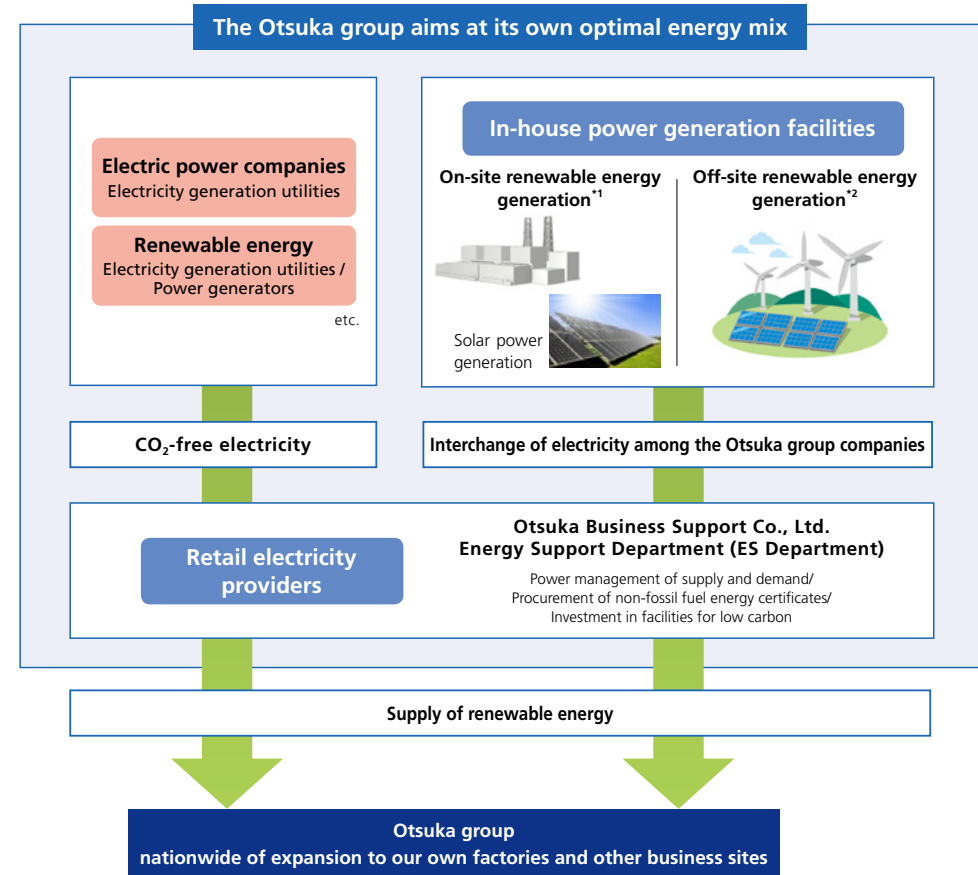 The Otsuka group aims at its own optimal energy mix
Electric power companies
Electricity generation utilities
Renewable energy
Electricity generation utilities /
Power generators
etc.
In-house power generation facilities
On-site renewable energy
generation*1
Solar power
generation
Off-site renewable energy
generation*2
CO₂-free electricity
Interchange of electricity among the Otsuka group companies
Retail electricity
providers
Otsuka Business Support Co., Ltd.
Energy Support Department (ES Department)
Power management of supply and demand/
Procurement of non-fossil fuel energy certificates/
Investment in facilities for low carbon
Supply of renewable energy
Otsuka group
nationwide of expansion to our own factories and other business sites